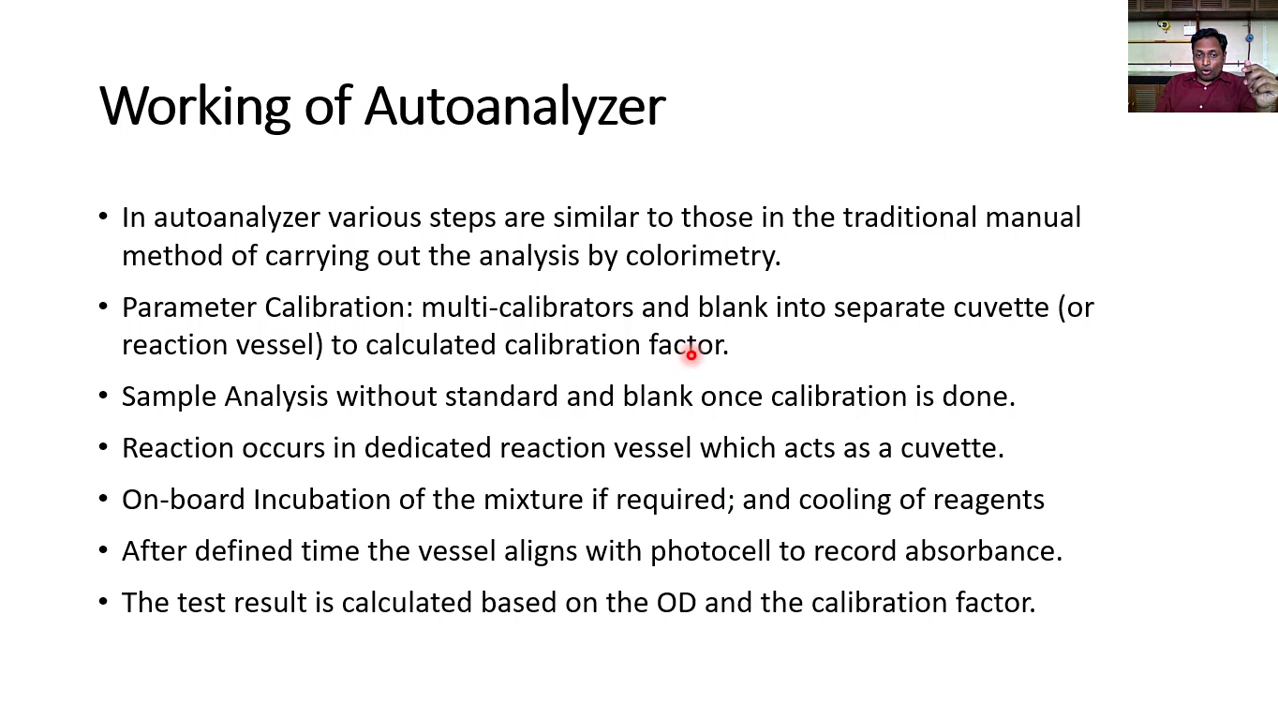 Working of Autoanalyzer
• In autoanalyzer various steps are similar to those in the traditional manual
method of carrying out the analysis by colorimetry.
• Parameter Calibration: multi-calibrators and blank into separate cuvette (or
reaction vessel) to calculated calibration factor.
• Sample Analysis without standard and blank once calibration is done.
• Reaction occurs in dedicated reaction vessel which acts as a cuvette.
• On-board Incubation of the mixture if required; and cooling of reagents
• After defined time the vessel aligns with photocell to record absorbance.
• The test result is calculated based on the OD and the calibration factor.